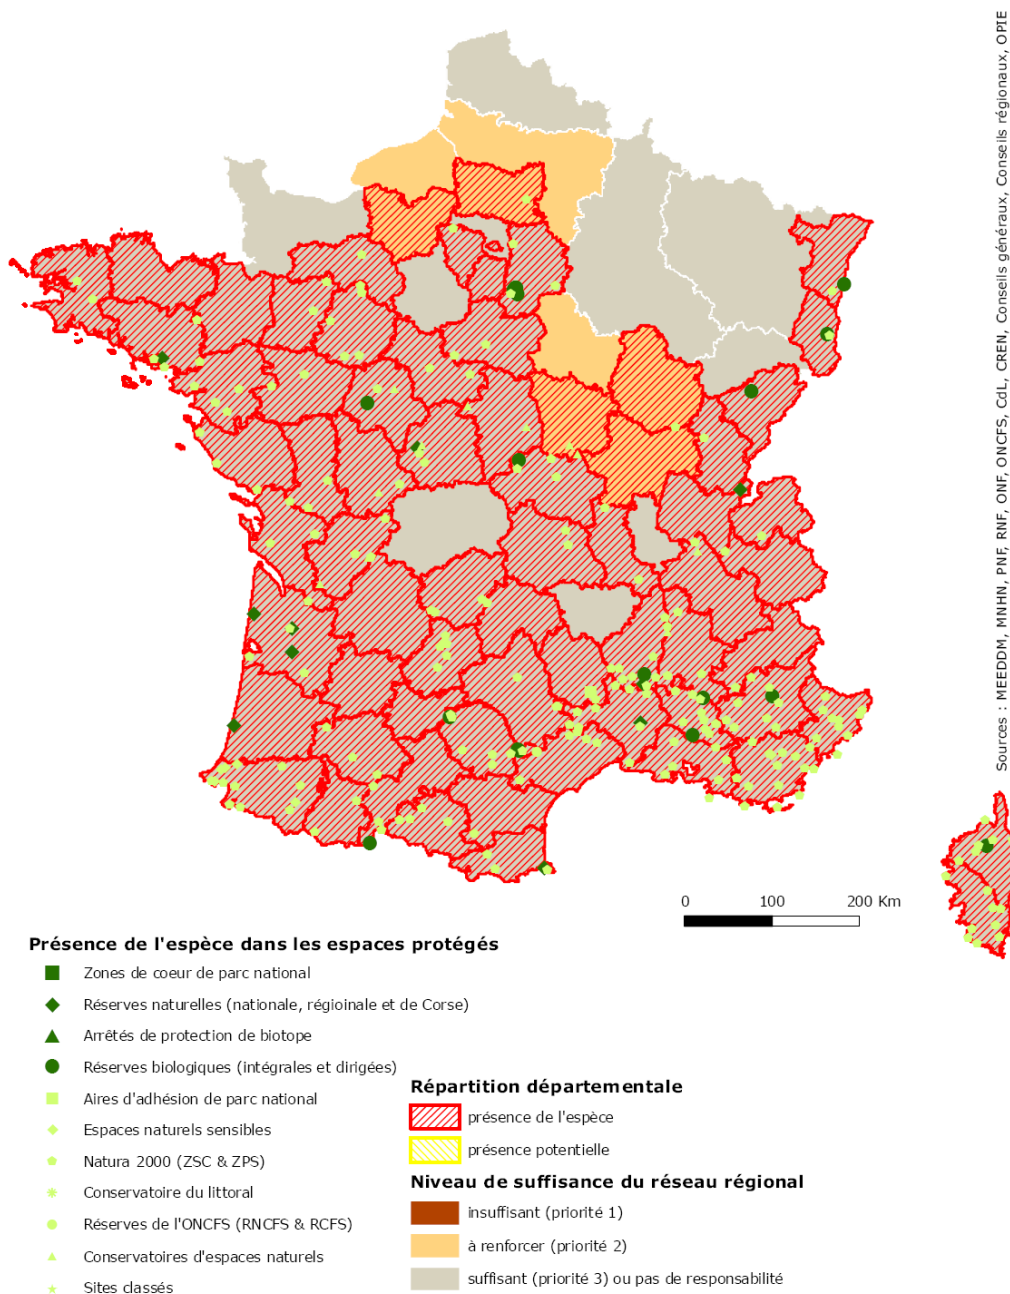 Sources : MEEDDM, MNHN, PNF, RNF, ONF, ONCFS, CdL, CREN, Conseils généraux, Conseils régionaux, OPIE
0 100 200 Km
Présence de l'espèce dans les espaces protégés
Zones de coeur de parc national
Réserves naturelles (nationale, régioinale et de Corse)
Arrêtés de protection de biotope
Réserves biologiques (intégrales et dirigées)
Aires d'adhésion de parc national
Espaces naturels sensibles
Natura 2000 (ZSC & ZPS)
Conservatoire du littoral
Réserves de l'ONCFS (RNCFS & RCFS)
Conservatoires d'espaces naturels
Sites classés
Répartition départementale
présence de l'espèce
présence potentielle
Niveau de suffisance du réseau régional
insuffisant (priorité 1)
à renforcer (priorité 2)
suffisant (priorité 3) ou pas de responsabilité